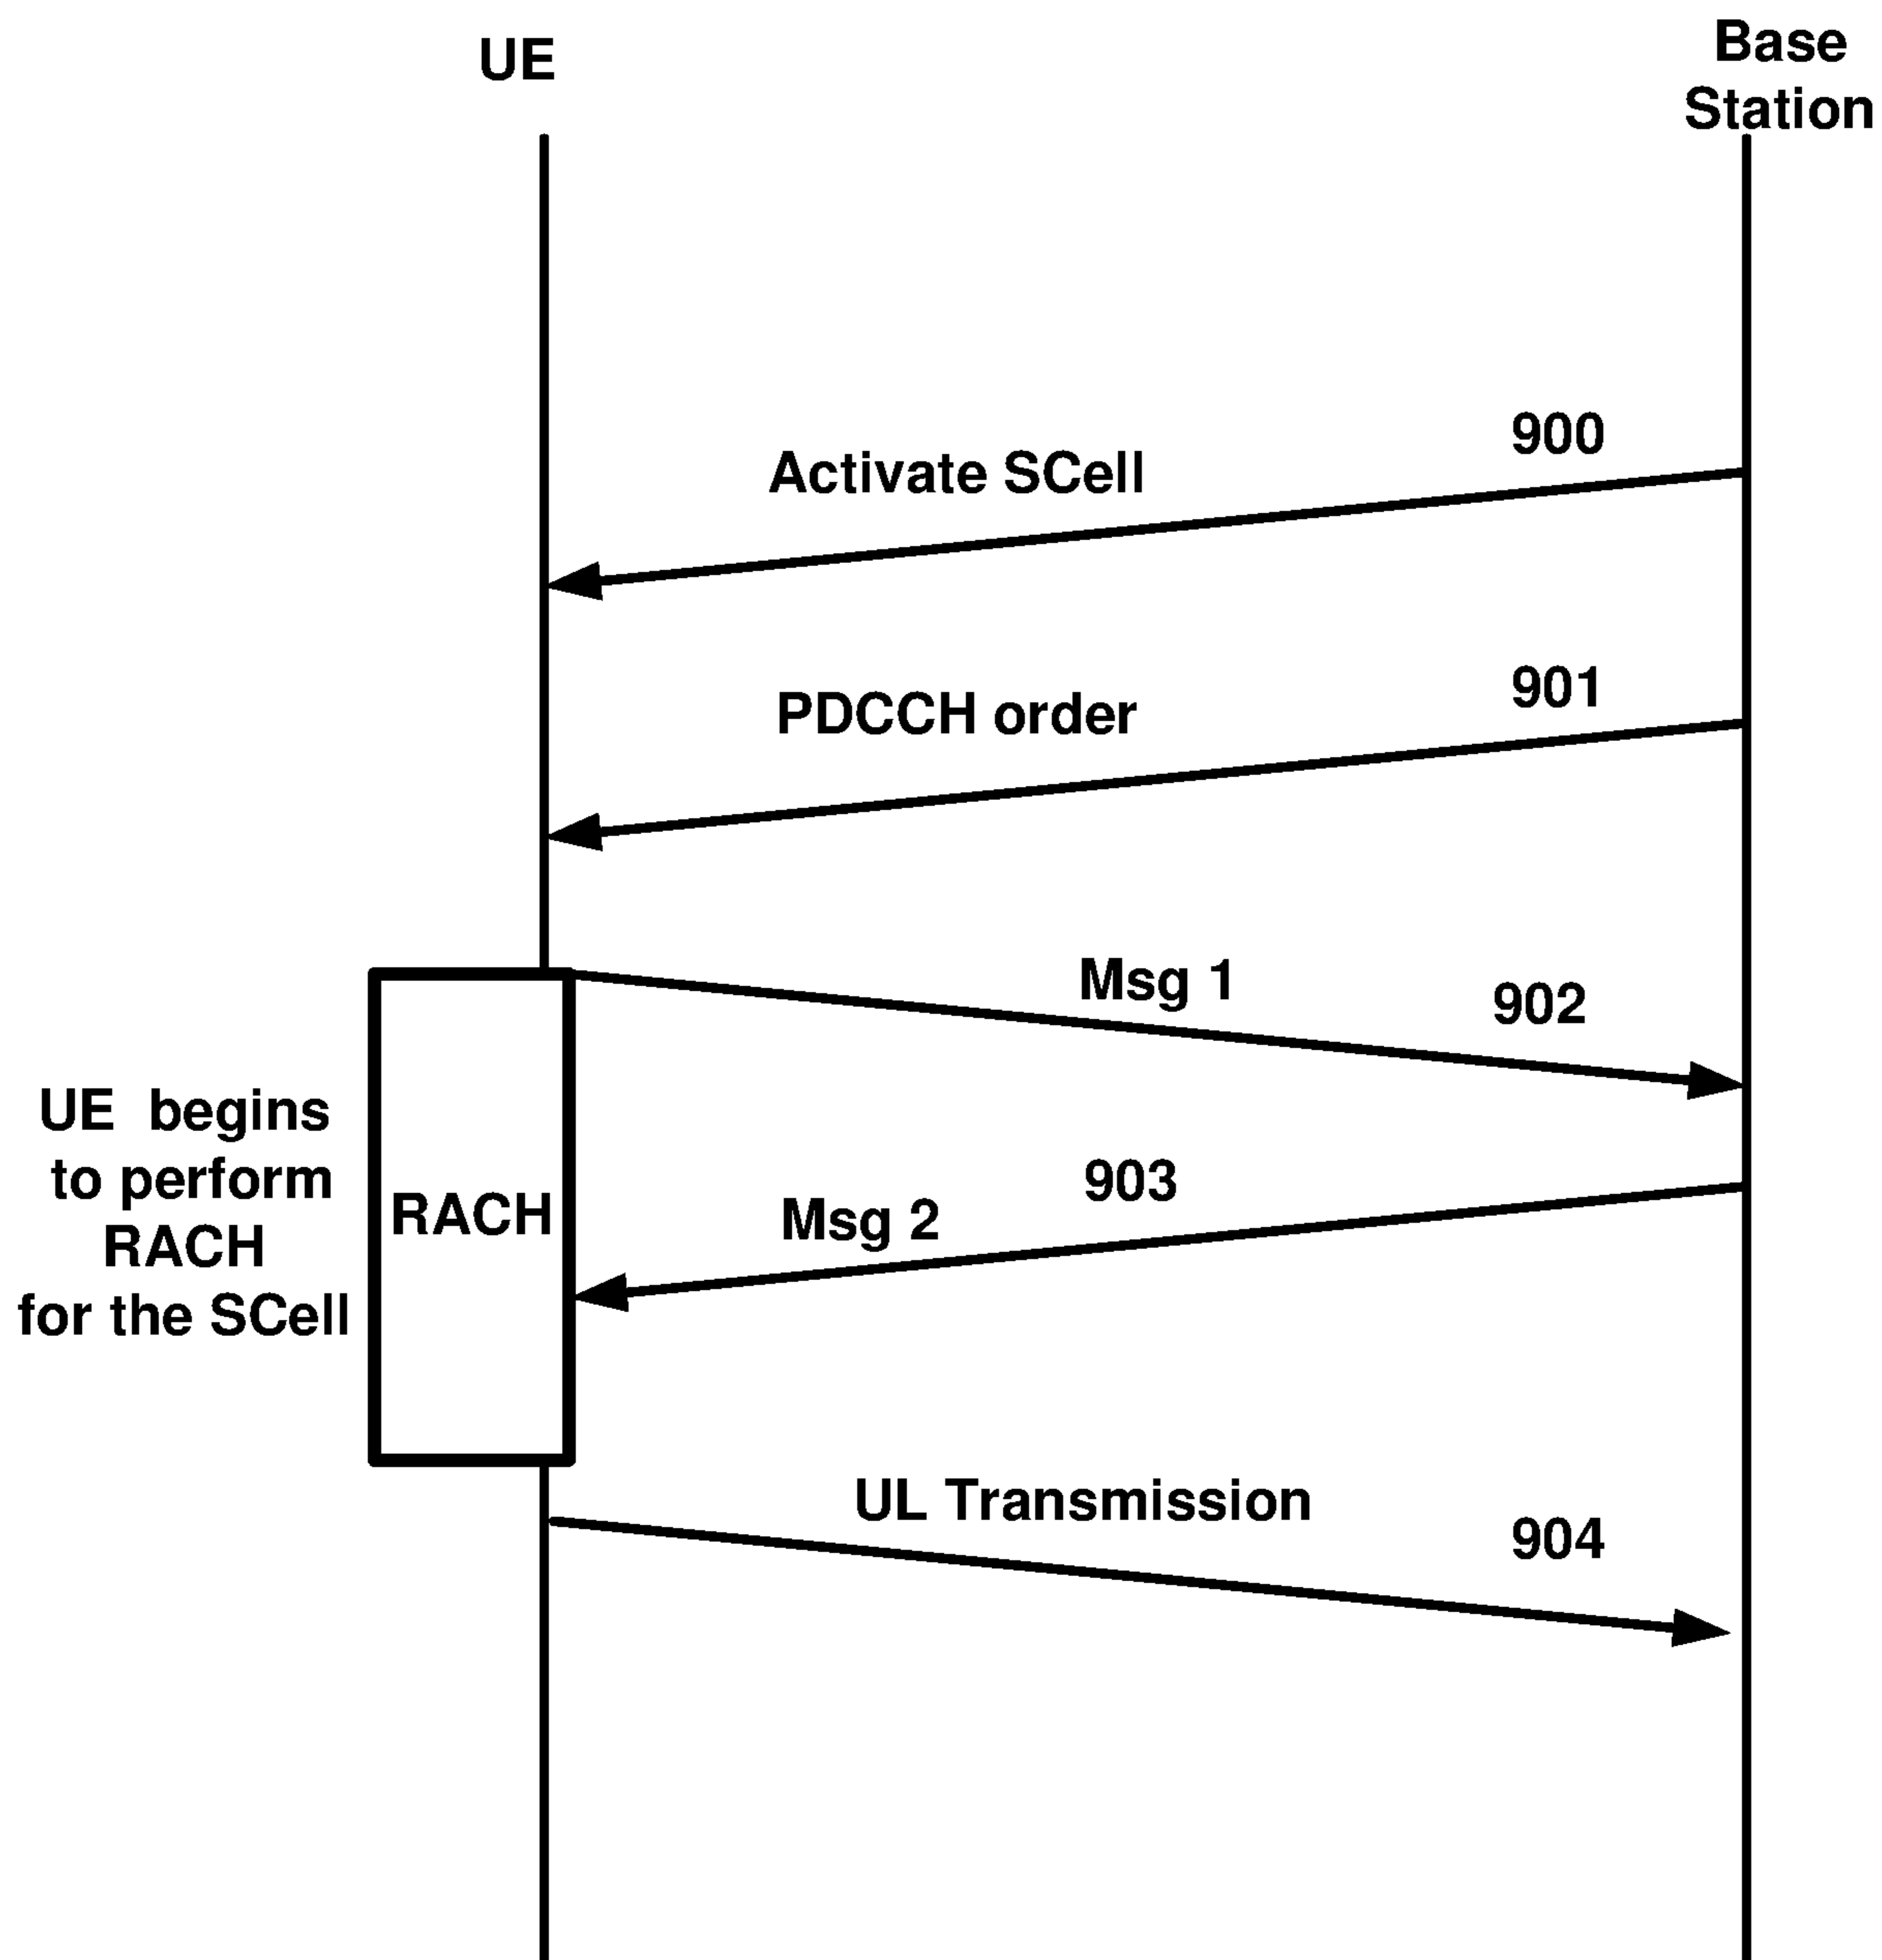 UE
Base
Station
900
Activate SCell
901
PDCCH order
Msg 1
902
UE begins
to perform
RACH
for the SCell
RACH
903
Msg 2
UL Transmission
904